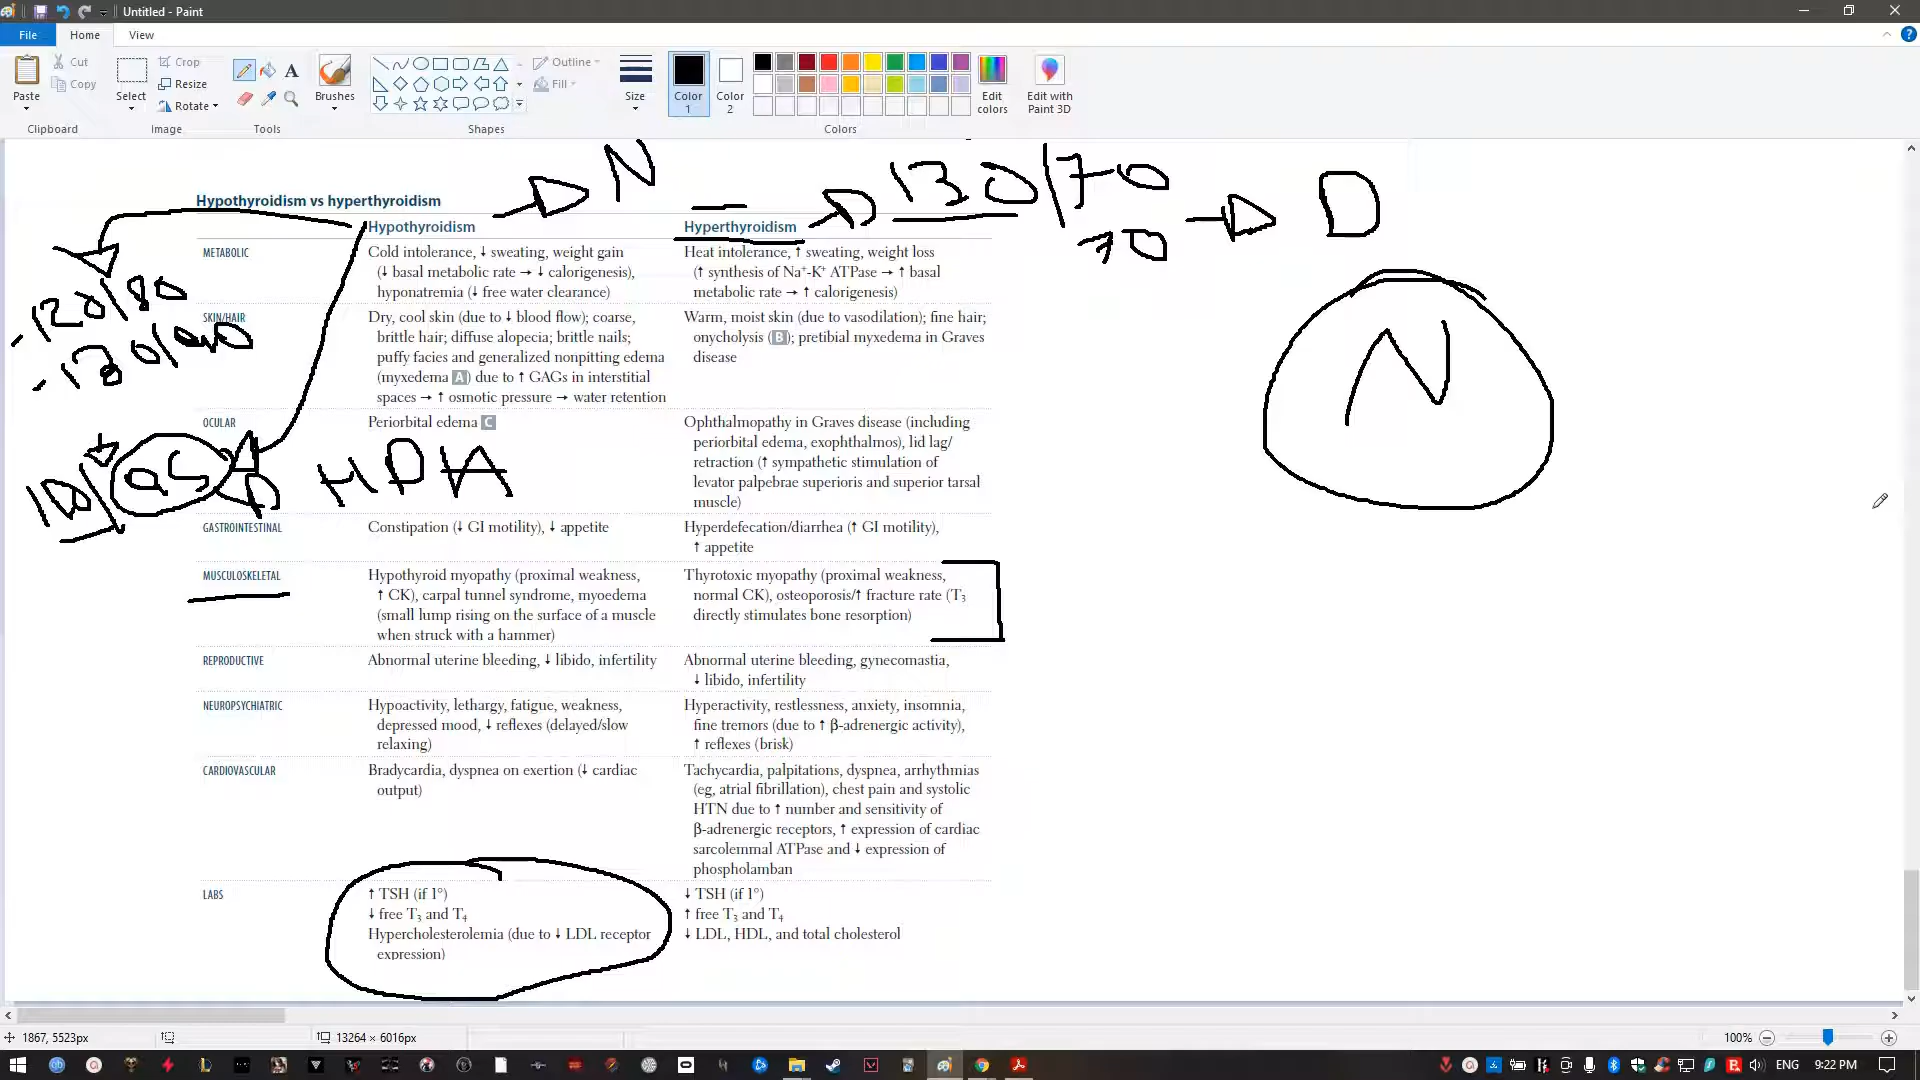 Untitled - Paint
File
Home
View
Paste
Cut
Copy
Clipboard
Select
Crop
Resize
Rotate
Image
Tools
Brushes
Shapes
Outline
Fill
Size
Color 1
Color 2
Edit colors
Edit with Paint 3D
Colors
N
130/70
70
D
Hypothyroidism vs hyperthyroidism
Hypothyroidism Hyperthyroidism
METABOLIC
Cold intolerance, ↓ sweating, weight gain
(↓ basal metabolic rate → ↓ calorigenesis),
hyponatremia (↓ free water clearance)
Heat intolerance, ↑ sweating, weight loss
(↑ synthesis of Na+-K+ ATPase → ↑ basal
metabolic rate → ↑ calorigenesis)
-120/80
N
SKIN/HAIR
Dry, cool skin (due to ↓ blood flow); coarse,
brittle hair; diffuse alopecia; brittle nails;
puffy facies and generalized nonpitting edema
(myxedema A) due to ↑ GAGs in interstitial
spaces → ↑ osmotic pressure → water retention
Warm, moist skin (due to vasodilation); fine hair;
onycholysis (B); pretibial myxedema in Graves
disease
OCULAR
Periorbital edema C
Ophthalmopathy in Graves disease (including
periorbital edema, exophthalmos), lid lag/
retraction (↑ sympathetic stimulation of
levator palpebrae superioris and superior tarsal
muscle)
GASTROINTESTINAL
Constipation (↓ GI motility), ↓ appetite
Hyperdefecation/diarrhea (↑ GI motility),
↑ appetite
MUSCULOSKELETAL
Hypothyroid myopathy (proximal weakness,
↑ CK), carpal tunnel syndrome, myoedema
(small lump rising on the surface of a muscle
when struck with a hammer)
Thyrotoxic myopathy (proximal weakness,
normal CK), osteoporosis/↑ fracture rate (T3
directly stimulates bone resorption)
REPRODUCTIVE
Abnormal uterine bleeding, ↓ libido, infertility
Abnormal uterine bleeding, gynecomastia,
↓ libido, infertility
NEUROPSYCHIATRIC
Hypoactivity, lethargy, fatigue, weakness,
depressed mood, ↓ reflexes (delayed/slow
relaxing)
Hyperactivity, restlessness, anxiety, insomnia,
fine tremors (due to ↑ β-adrenergic activity),
↑ reflexes (brisk)
CARDIOVASCULAR
Bradycardia, dyspnea on exertion (↓ cardiac
output)
Tachycardia, palpitations, dyspnea, arrhythmias
(eg, atrial fibrillation), chest pain and systolic
HTN due to ↑ number and sensitivity of
β-adrenergic receptors, ↑ expression of cardiac
sarcolemmal ATPase and ↓ expression of
phospholamban
LABS
↑ TSH (if 1°)
↓ free T3 and T4
Hypercholesterolemia (due to ↓ LDL receptor
expression)
↓ TSH (if 1°)
↑ free T3 and T4
↓ LDL, HDL, and total cholesterol
1867, 5523px
13264 × 6016px
100%
ENG
9:22 PM